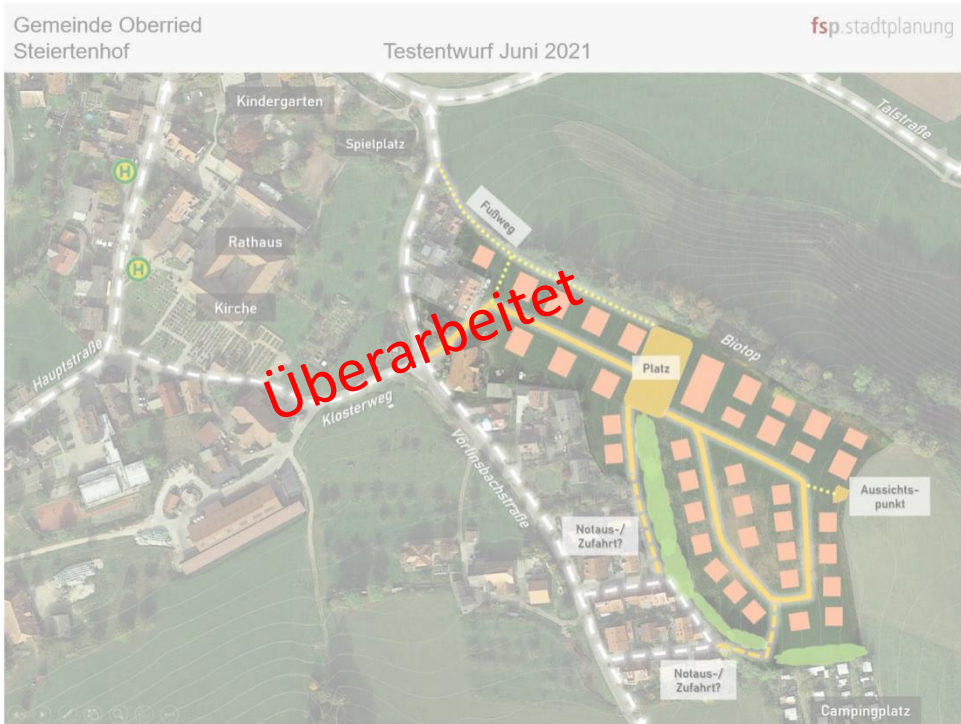 Gemeinde Oberried
Steiertenhof
Testentwurf Juni 2021
fsp.stadtplanung
Kindergarten
Talstraße
Spielplatz
H
Fußweg
Rathaus
H
Kirche
Überarbeitet
Biotop
Hauptstraße
Platz
Klosterweg
Vörlinsbachstraße
Aussichts-
punkt
Notaus-/
Zufahrt?
Notaus-/
Zufahrt?
Campingplatz